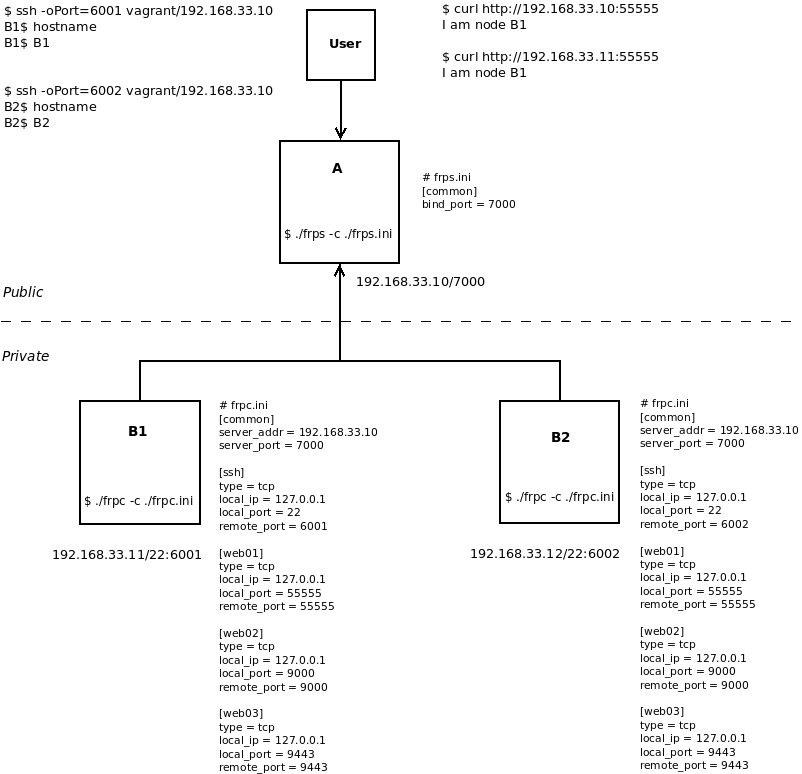 $ ssh -oPort=6001 vagrant/192.168.33.10
B1$ hostname
B1$ B1
$ ssh -oPort=6002 vagrant/192.168.33.10
B2$ hostname
B2$ B2
User
$ curl http://192.168.33.10:55555
I am node B1
$ curl http://192.168.33.11:55555
I am node B1
A
$ ./frps -c ./frps.ini
# frps.ini
[common]
bind_port = 7000
192.168.33.10/7000
Public
Private
B1
$ ./frpc -c ./frpc.ini
192.168.33.11/22:6001
# frpc.ini
[common]
server_addr = 192.168.33.10
server_port = 7000
[ssh]
type = tcp
local_ip = 127.0.0.1
local_port = 22
remote_port = 6001
[web01]
type = tcp
local_ip = 127.0.0.1
local_port = 55555
remote_port = 55555
[web02]
type = tcp
local_ip = 127.0.0.1
local_port = 9000
remote_port = 9000
[web03]
type = tcp
local_ip = 127.0.0.1
local_port = 9443
remote_port = 9443
B2
$ ./frpc -c ./frpc.ini
192.168.33.12/22:6002
# frpc.ini
[common]
server_addr = 192.168.33.10
server_port = 7000
[ssh]
type = tcp
local_ip = 127.0.0.1
local_port = 22
remote_port = 6002
[web01]
type = tcp
local_ip = 127.0.0.1
local_port = 55555
remote_port = 55555
[web02]
type = tcp
local_ip = 127.0.0.1
local_port = 9000
remote_port = 9000
[web03]
type = tcp
local_ip = 127.0.0.1
local_port = 9443
remote_port = 9443